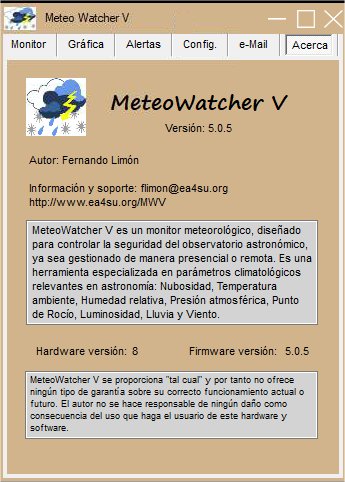 Meteo Watcher V
Monitor Gráfica Alertas Config. e-Mail Acerca
MeteoWatcher V
Versión: 5.0.5
Autor: Fernando Limón
Información y soporte: flimon@ea4su.org
http://www.ea4su.org/MWV
MeteoWatcher V es un monitor meteorológico, diseñado
para controlar la seguridad del observatorio astronómico,
ya sea gestionado de manera presencial o remota. Es una
herramienta especializada en parámetros climatológicos
relevantes en astronomía: Nubosidad, Temperatura
ambiente, Humedad relativa, Presión atmosférica, Punto
de Rocío, Luminosidad, Lluvia y Viento.
Hardware versión: 8 Firmware versión: 5.0.5
MeteoWatcher V se proporciona "tal cual" y por tanto no ofrece
ningún tipo de garantía sobre su correcto funcionamiento actual o
futuro. El autor no se hace responsable de ningún daño como
consecuencia del uso que haga el usuario de este hardware y
software.